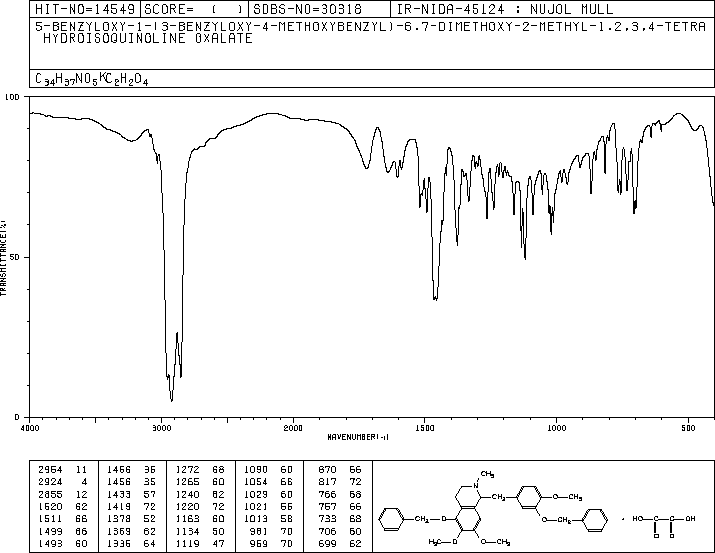 HIT-NO=14549 SCORE= ( ) SDBS-NO=30318 IR-NIDA-45124 : NUJOL MULL
5-BENZYLOXY-1-(3-BENZYLOXY-4-METHOXYBENZYL)-6,7-DIMETHOXY-2-METHYL-1,2,3,4-TETRA
HYDROISOQUINOLINE OXALATE
C34H37NO5·C2H2O4
100
50
0
TRANSMITTANCE(%)
4000 3000 2000 1500 1000 500
WAVENUMBER(-1)
2954 11 1466 36 1272 68 1090 60 870 66
2924 4 1456 35 1265 60 1054 66 817 72
2855 12 1433 57 1240 62 1029 60 766 68
1520 62 1419 72 1220 72 1021 66 757 66
1511 66 1378 52 1163 60 1013 58 733 68
1499 66 1369 62 1134 50 981 70 706 60
1493 60 1336 64 1119 47 969 70 699 62
CH3
N
O CH3
CH2 O
O CH2
H3C O
O CH3
HO OH
O O